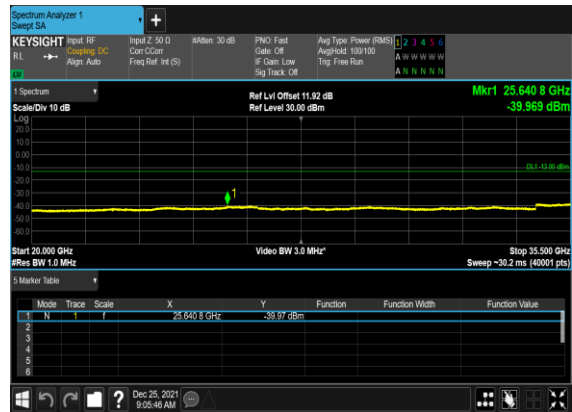 Spectrum Analyzer 1
Swept SA
+
KEYSIGHT Input: RF Input Z: 50 Ω #Atten: 30 dB PNO: Fast Avg Type: Power (RMS) 1 2 3 4 5 6
RL Coupling: DC Corr CCorr Gate: Off Avg|Hold: 100/100 A W W W W W
Align: Auto Freq Ref: Int (S) IF Gain: Low Trig: Free Run
Sig Track: Off A N N N N N
LW
1 Spectrum
Scale/Div 10 dB Ref Lvl Offset 11.92 dB Mkr1 25.640 8 GHz
Ref Level 30.00 dBm -39.969 dBm
Log
20.0
10.0
0.00
-10.0
DL1 -13.00 dBm
-20.0
-30.0
1
-40.0
-50.0
-60.0
Start 20.000 GHz Video BW 3.0 MHz* Stop 35.500 GHz
#Res BW 1.0 MHz Sweep ~30.2 ms (40001 pts)
5 Marker Table
Mode Trace Scale X Y Function Function Width Function Value
1 N 1 f 25.640 8 GHz -39.97 dBm
2
3
4
5
6
? Dec 25, 2021
9:05:46 AM